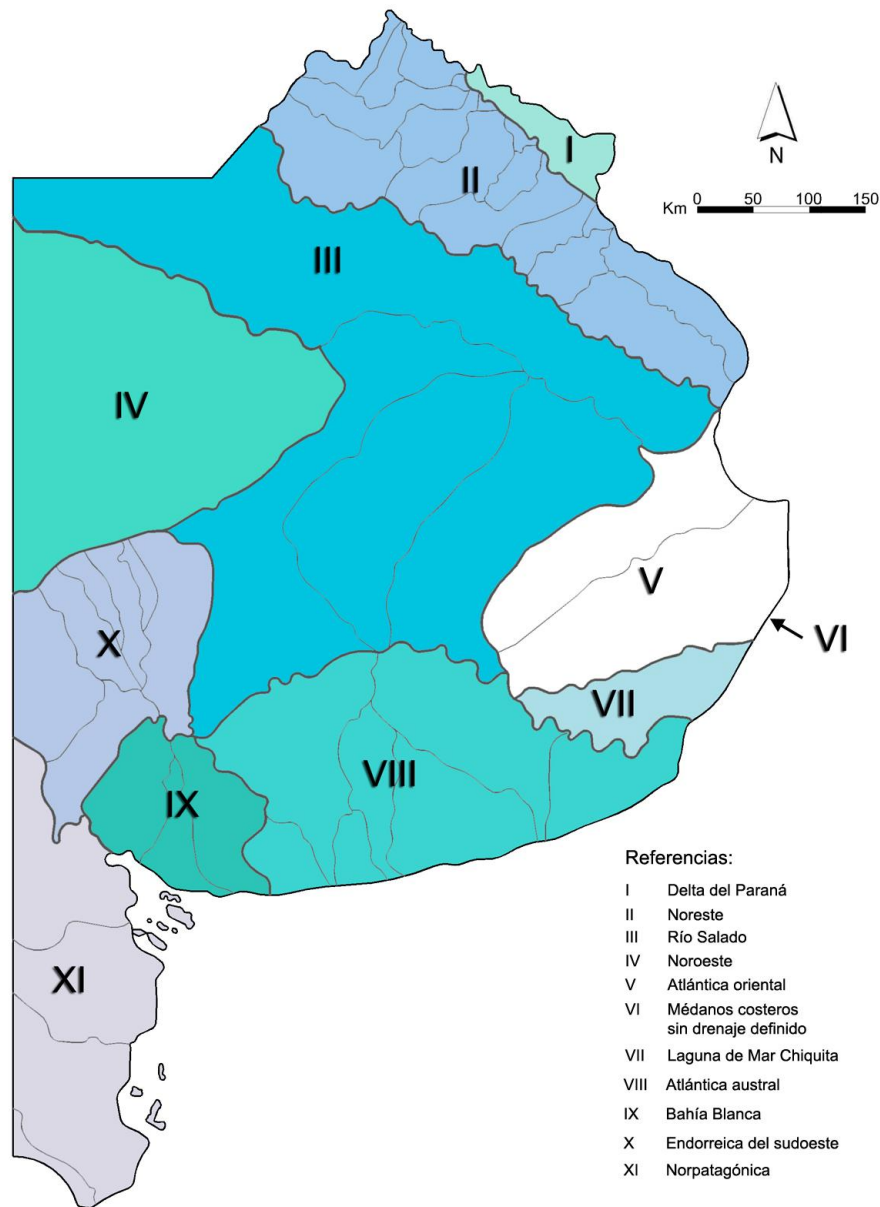 I
II
N
Km 0 50 100 150
III
IV
V
VI
X
VII
VIII
IX
XI
Referencias:
I Delta del Paraná
II Noreste
III Río Salado
IV Noroeste
V Atlántica oriental
VI Médanos costeros
sin drenaje definido
VII Laguna de Mar Chiquita
VIII Atlántica austral
IX Bahía Blanca
X Endorreica del sudoeste
XI Norpatagónica